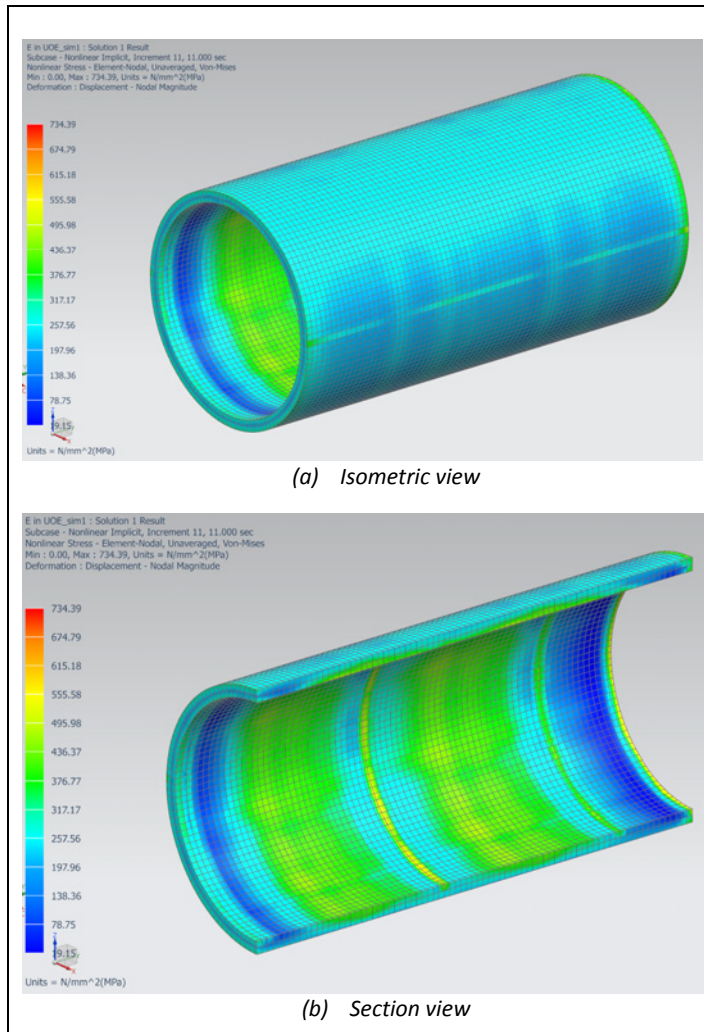 E in UOE_sim1 : Solution 1 Result
Subcase - Nonlinear Implicit, Increment 11, 11.000 sec
Nonlinear Stress - Element-Nodal, Unaveraged, Von-Mises
Min : 0.00, Max : 734.39, Units = N/mm^2(MPa)
Deformation : Displacement - Nodal Magnitude
734.39
674.79
615.18
555.58
495.98
436.37
376.77
317.17
257.56
197.96
138.36
78.75
19.15
Units = N/mm^2(MPa)
(a) Isometric view
E in UOE_sim1 : Solution 1 Result
Subcase - Nonlinear Implicit, Increment 11, 11.000 sec
Nonlinear Stress - Element-Nodal, Unaveraged, Von-Mises
Min : 0.00, Max : 734.39, Units = N/mm^2(MPa)
Deformation : Displacement - Nodal Magnitude
734.39
674.79
615.18
555.58
495.98
436.37
376.77
317.17
257.56
197.96
138.36
78.75
19.15
Units = N/mm^2(MPa)
(b) Section view